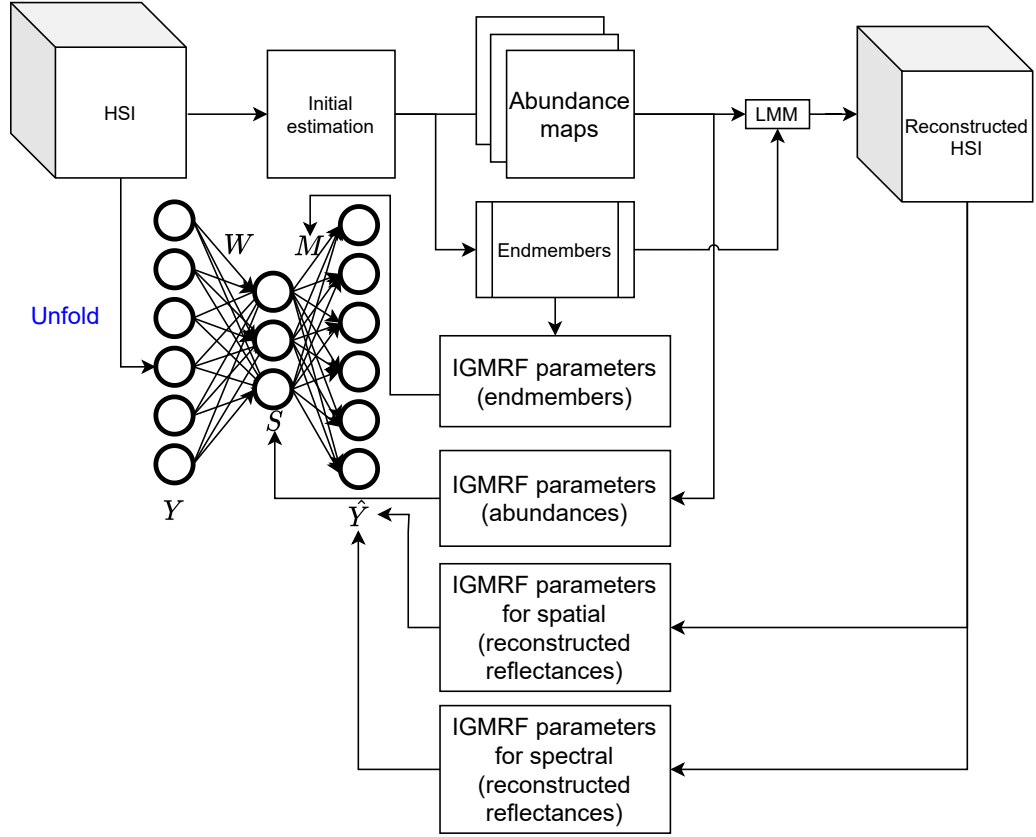 HSI
Initial
estimation
Abundance
maps
LMM
Reconstructed
HSI
Unfold
W
M
S
Y
Ŷ
Endmembers
IGMRF parameters
(endmembers)
IGMRF parameters
(abundances)
IGMRF parameters
for spatial
(reconstructed
reflectances)
IGMRF parameters
for spectral
(reconstructed
reflectances)